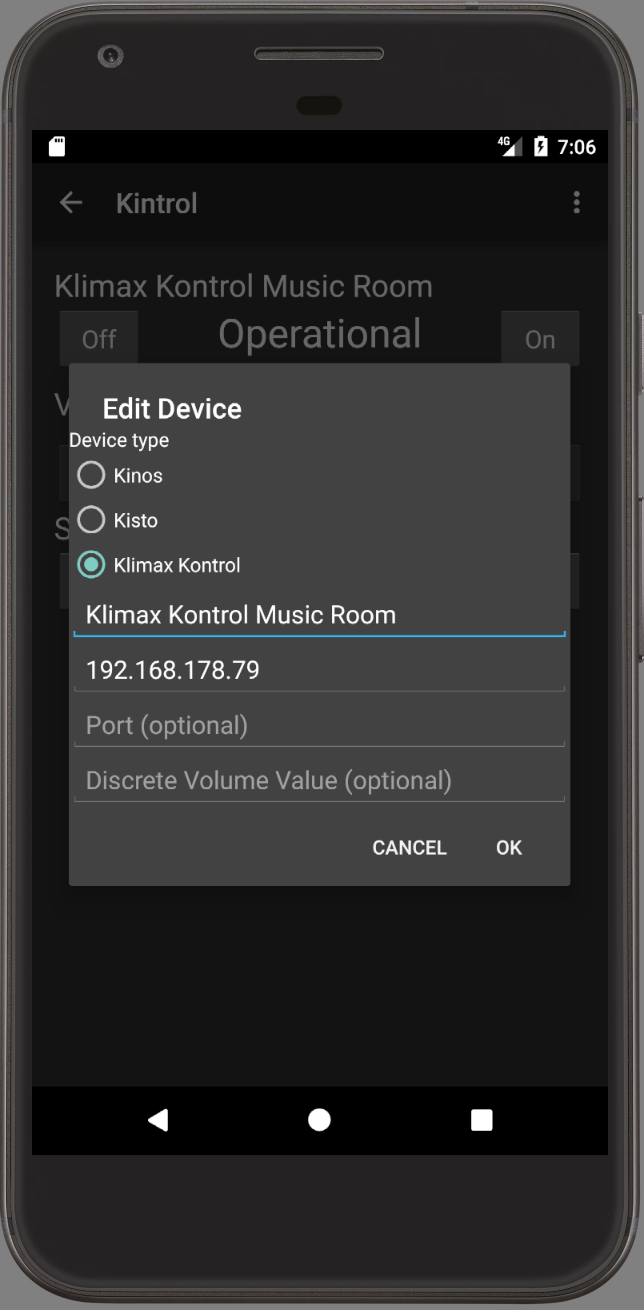 4G 7:06
Kintrol
Klimax Kontrol Music Room
Off Operational On
V
Edit Device
Device type
Kinos
S
Kisto
Klimax Kontrol
Klimax Kontrol Music Room
192.168.178.79
Port (optional)
Discrete Volume Value (optional)
CANCEL OK